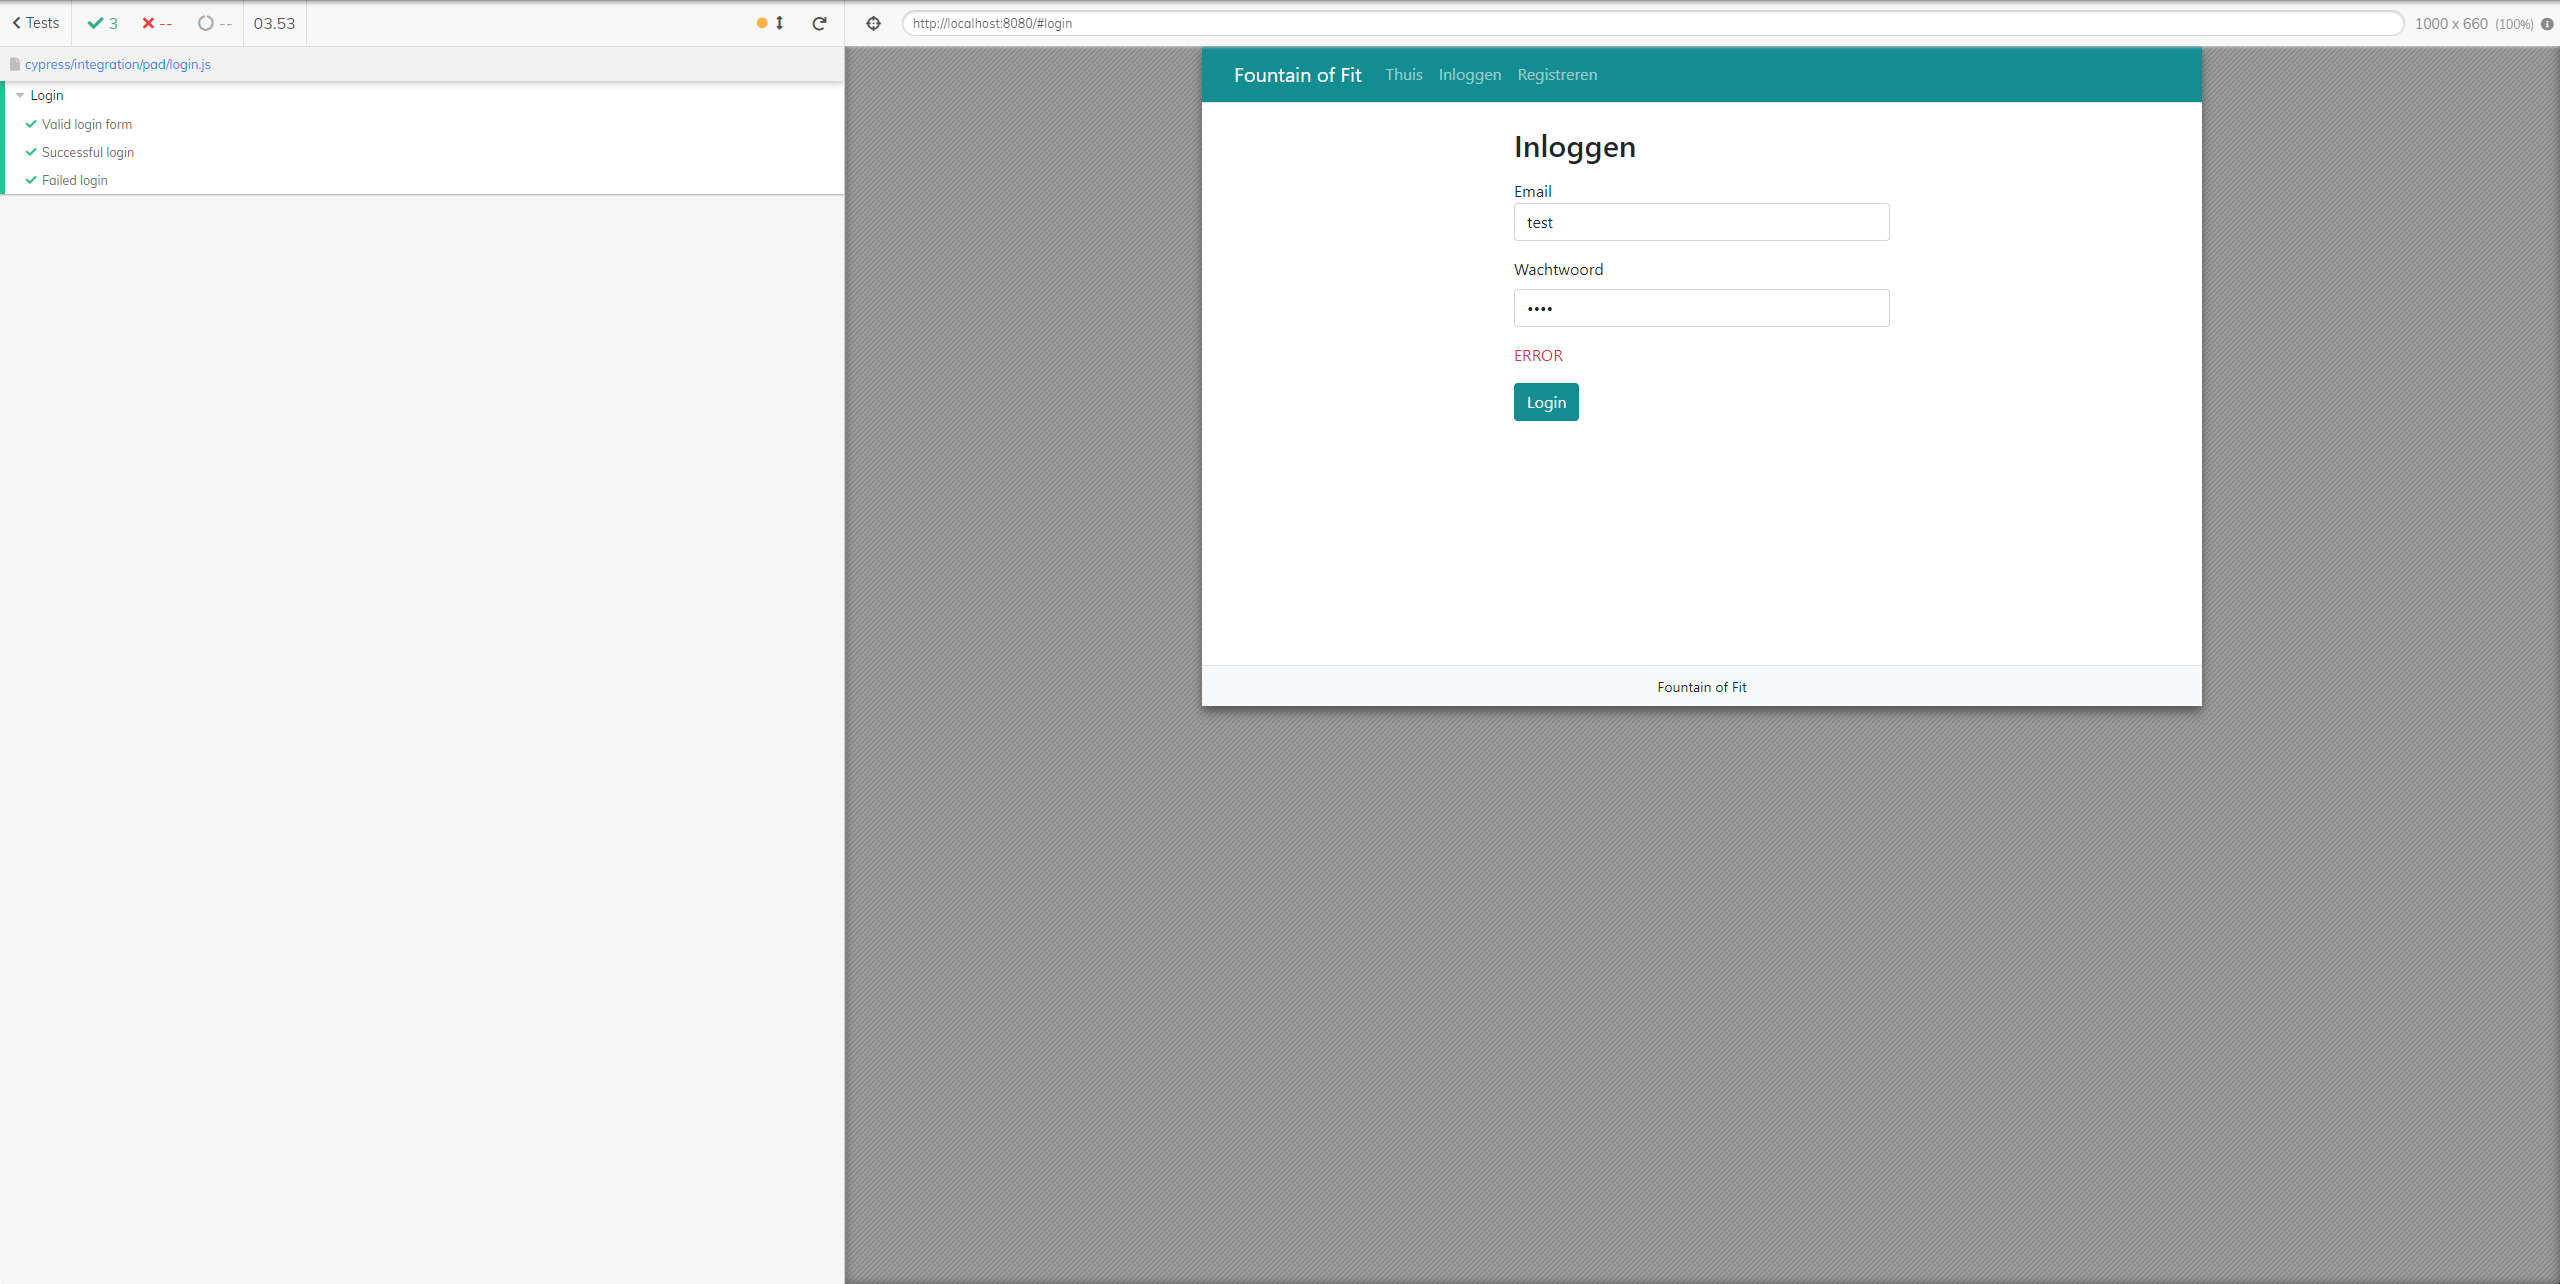 Tests 3 -- -- 03.53
cypress/integration/pad/login.js
Login
Valid login form
Successful login
Failed login
http://localhost:8080/#login 1000 x 660 (100%)
Fountain of Fit Thuis Inloggen Registreren
Inloggen
Email
test
Wachtwoord
••••
ERROR
Login
Fountain of Fit